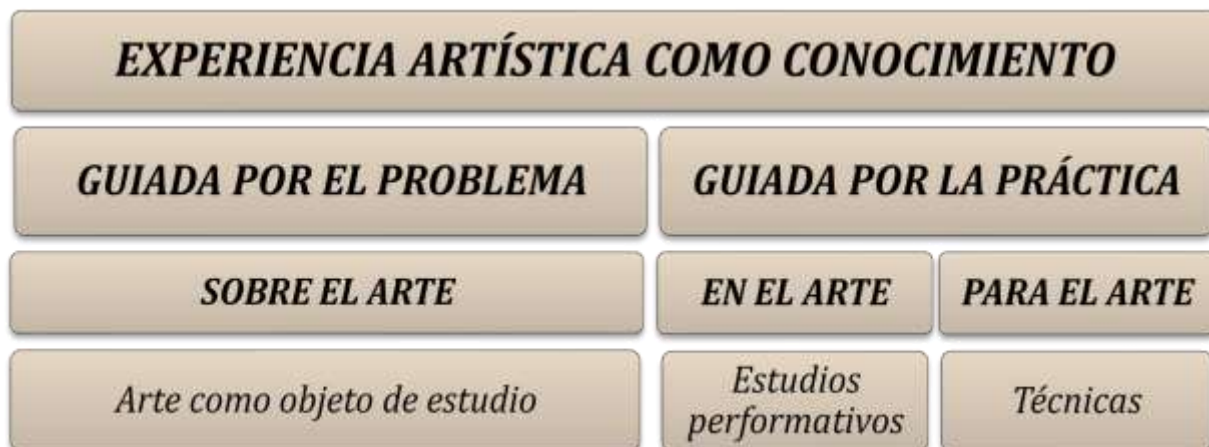 EXPERIENCIA ARTÍSTICA COMO CONOCIMIENTO
GUIADA POR EL PROBLEMA
GUIADA POR LA PRÁCTICA
SOBRE EL ARTE
EN EL ARTE
PARA EL ARTE
Arte como objeto de estudio
Estudios
performativos
Técnicas